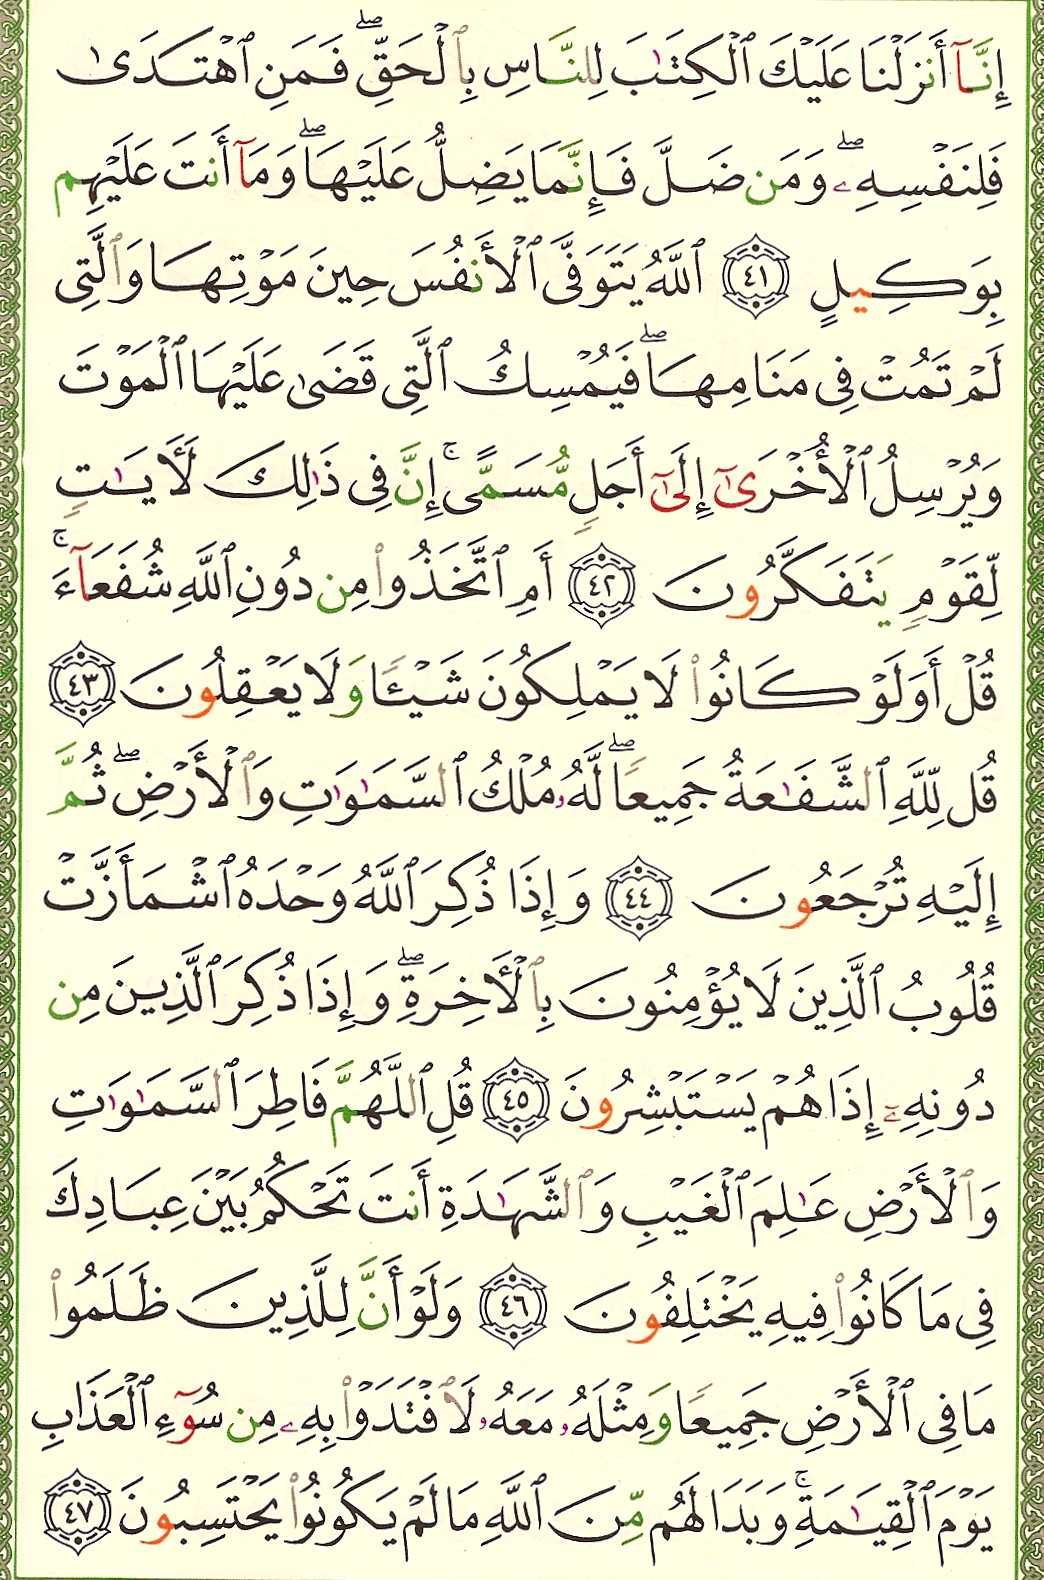 إِنَّآ أَنزَلْنَا عَلَيْكَ ٱلْكِتَٰبَ لِلنَّاسِ بِٱلْحَقِّ ۖ فَمَنِ ٱهْتَدَىٰ
فَلِنَفْسِهِۦ ۖ وَمَن ضَلَّ فَإِنَّمَا يَضِلُّ عَلَيْهَا ۖ وَمَآ أَنتَ عَلَيْهِم
بِوَكِيلٍ ﴿٤١﴾ ٱللَّهُ يَتَوَفَّى ٱلْأَنفُسَ حِينَ مَوْتِهَا وَٱلَّتِى
لَمْ تَمُتْ فِى مَنَامِهَا ۖ فَيُمْسِكُ ٱلَّتِى قَضَىٰ عَلَيْهَا ٱلْمَوْتَ
وَيُرْسِلُ ٱلْأُخْرَىٰٓ إِلَىٰٓ أَجَلٍ مُّسَمًّى ۚ إِنَّ فِى ذَٰلِكَ لَءَايَٰتٍ
لِّقَوْمٍ يَتَفَكَّرُونَ ﴿٤٢﴾ أَمِ ٱتَّخَذُوا۟ مِن دُونِ ٱللَّهِ شُفَعَآءَ ۚ
قُلْ أَوَلَوْ كَانُوا۟ لَا يَمْلِكُونَ شَيْـًٔا وَلَا يَعْقِلُونَ ﴿٤٣﴾
قُل لِّلَّهِ ٱلشَّفَٰعَةُ جَمِيعًا ۖ لَّهُۥ مُلْكُ ٱلسَّمَٰوَٰتِ وَٱلْأَرْضِ ۖ ثُمَّ
إِلَيْهِ تُرْجَعُونَ ﴿٤٤﴾ وَإِذَا ذُكِرَ ٱللَّهُ وَحْدَهُ ٱشْمَأَزَّتْ
قُلُوبُ ٱلَّذِينَ لَا يُؤْمِنُونَ بِٱلْءَاخِرَةِ ۖ وَإِذَا ذُكِرَ ٱلَّذِينَ مِن
دُونِهِۦٓ إِذَا هُمْ يَسْتَبْشِرُونَ ﴿٤٥﴾ قُلِ ٱللَّهُمَّ فَاطِرَ ٱلسَّمَٰوَٰتِ
وَٱلْأَرْضِ عَٰلِمَ ٱلْغَيْبِ وَٱلشَّهَٰدَةِ أَنتَ تَحْكُمُ بَيْنَ عِبَادِكَ
فِى مَا كَانُوا۟ فِيهِ يَخْتَلِفُونَ ﴿٤٦﴾ وَلَوْ أَنَّ لِلَّذِينَ ظَلَمُوا۟
مَا فِى ٱلْأَرْضِ جَمِيعًا وَمِثْلَهُۥ مَعَهُۥ لَٱفْتَدَوْا۟ بِهِۦ مِن سُوٓءِ ٱلْعَذَابِ
يَوْمَ ٱلْقِيَٰمَةِ ۚ وَبَدَا لَهُم مِّنَ ٱللَّهِ مَا لَمْ يَكُونُوا۟ يَحْتَسِبُونَ ﴿٤٧﴾